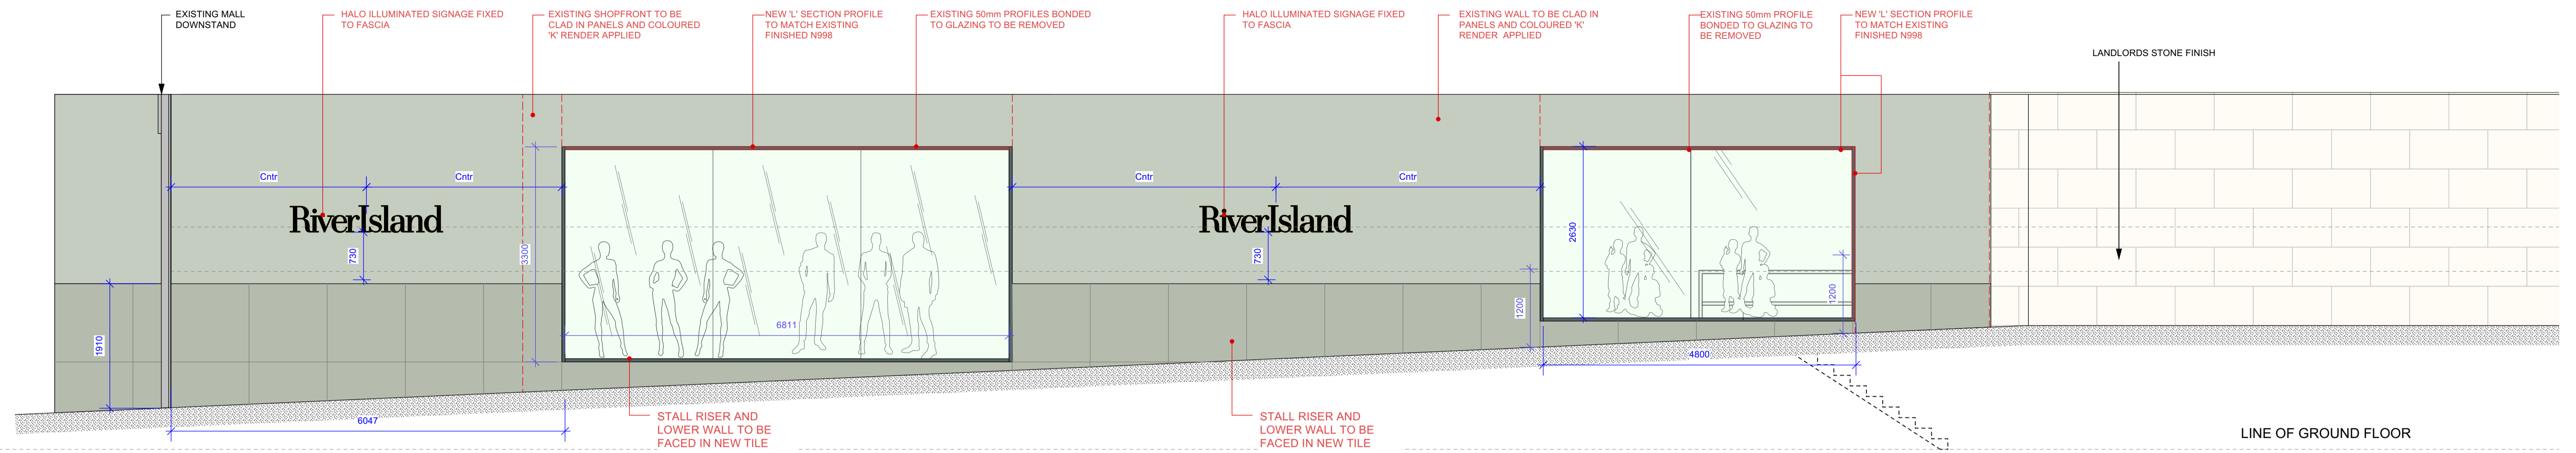 EXISTING MALL
DOWNSTAND
HALO ILLUMINATED SIGNAGE FIXED
TO FASCIA
EXISTING SHOPFRONT TO BE
CLAD IN PANELS AND COLOURED
'K' RENDER APPLIED
NEW 'L' SECTION PROFILE
TO MATCH EXISTING
FINISHED N998
EXISTING 50mm PROFILES BONDED
TO GLAZING TO BE REMOVED
HALO ILLUMINATED SIGNAGE FIXED
TO FASCIA
EXISTING WALL TO BE CLAD IN
PANELS AND COLOURED 'K'
RENDER APPLIED
EXISTING 50mm PROFILE
BONDED TO GLAZING TO
BE REMOVED
NEW 'L' SECTION PROFILE
TO MATCH EXISTING
FINISHED N998
LANDLORDS STONE FINISH
Cntr
Cntr
Cntr
Cntr
RiverIsland
RiverIsland
730
3300
730
2630
1910
6811
1200
1200
4800
6047
STALL RISER AND
LOWER WALL TO BE
FACED IN NEW TILE
STALL RISER AND
LOWER WALL TO BE
FACED IN NEW TILE
LINE OF GROUND FLOOR